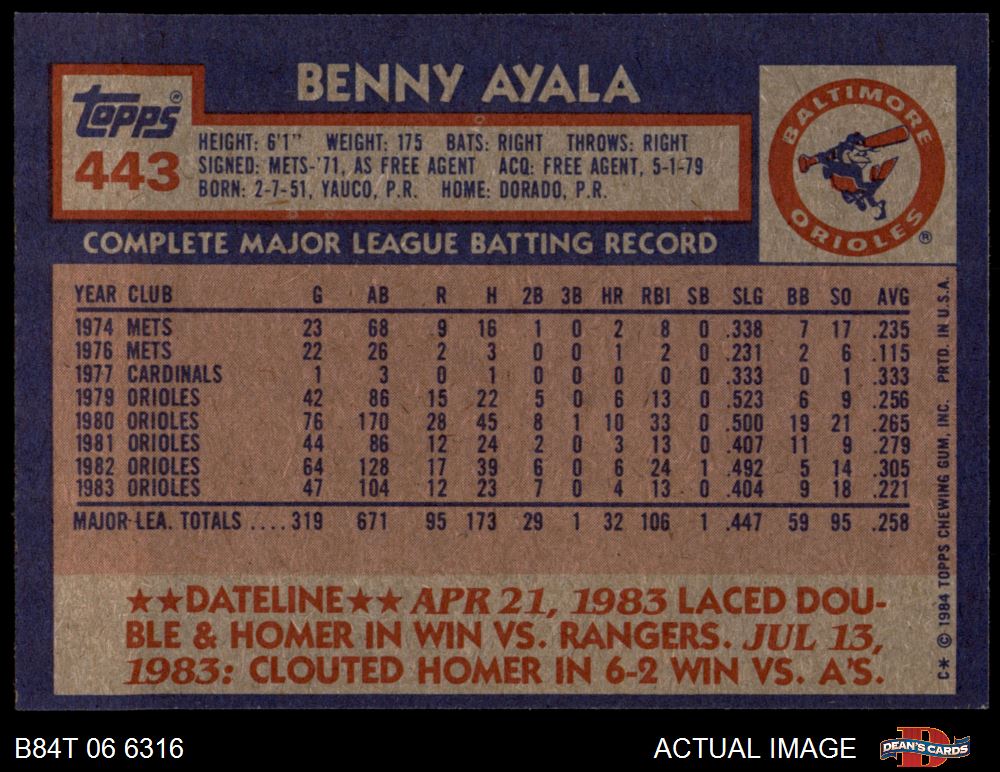 BENNY AYALA
topps®
443
HEIGHT: 6'1" WEIGHT: 175 BATS: RIGHT THROWS: RIGHT
SIGNED: METS-'71, AS FREE AGENT ACQ: FREE AGENT, 5-1-79
BORN: 2-7-51, YAUCO, P.R. HOME: DORADO, P.R.
BALTIMORE
ORIOLES ®
COMPLETE MAJOR LEAGUE BATTING RECORD
YEAR CLUB G AB R H 2B 3B HR RBI SB SLG BB SO AVG
1974 METS 23 68 9 16 1 0 2 8 0 .338 7 17 .235
1976 METS 22 26 2 3 0 0 1 2 0 .231 2 6 .115
1977 CARDINALS 1 3 0 1 0 0 0 0 0 .333 0 1 .333
1979 ORIOLES 42 86 15 22 5 0 6 13 0 .523 6 9 .256
1980 ORIOLES 76 170 28 45 8 1 10 33 0 .500 19 21 .265
1981 ORIOLES 44 86 12 24 2 0 3 13 0 .407 11 9 .279
1982 ORIOLES 64 128 17 39 6 0 6 24 1 .492 5 14 .305
1983 ORIOLES 47 104 12 23 7 0 4 13 0 .404 9 18 .221
MAJOR LEA. TOTALS .... 319 671 95 173 29 1 32 106 1 .447 59 95 .258
★★DATELINE★★ APR 21, 1983 LACED DOU-
BLE & HOMER IN WIN VS. RANGERS. JUL 13,
1983: CLOUTED HOMER IN 6-2 WIN VS. A'S.
C* © 1984 TOPPS CHEWING GUM, INC. PRTD. IN U.S.A.
B84T 06 6316
ACTUAL IMAGE
DEAN'S CARDS